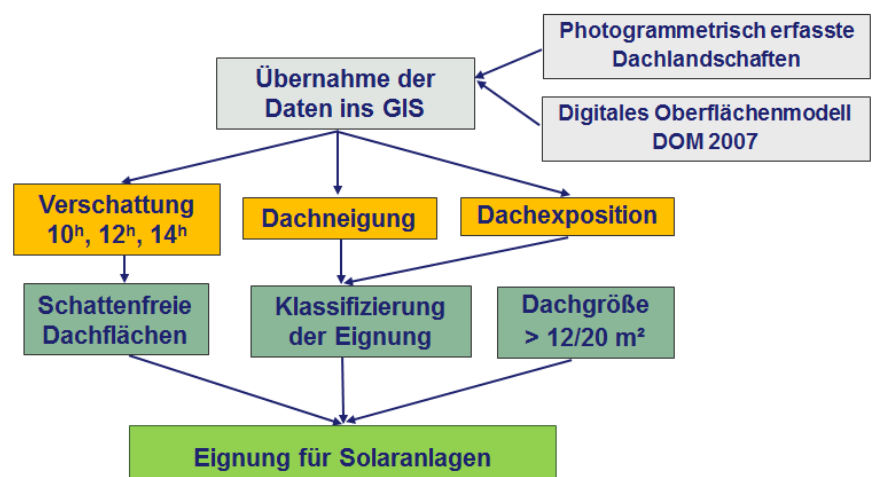 Photogrammetrisch erfasste
Dachlandschaften
Übernahme der
Daten ins GIS
Digitales Oberflächenmodell
DOM 2007
Verschattung
10ʰ, 12ʰ, 14ʰ
Dachneigung
Dachexposition
Schattenfreie
Dachflächen
Klassifizierung
der Eignung
Dachgröße
> 12/20 m²
Eignung für Solaranlagen